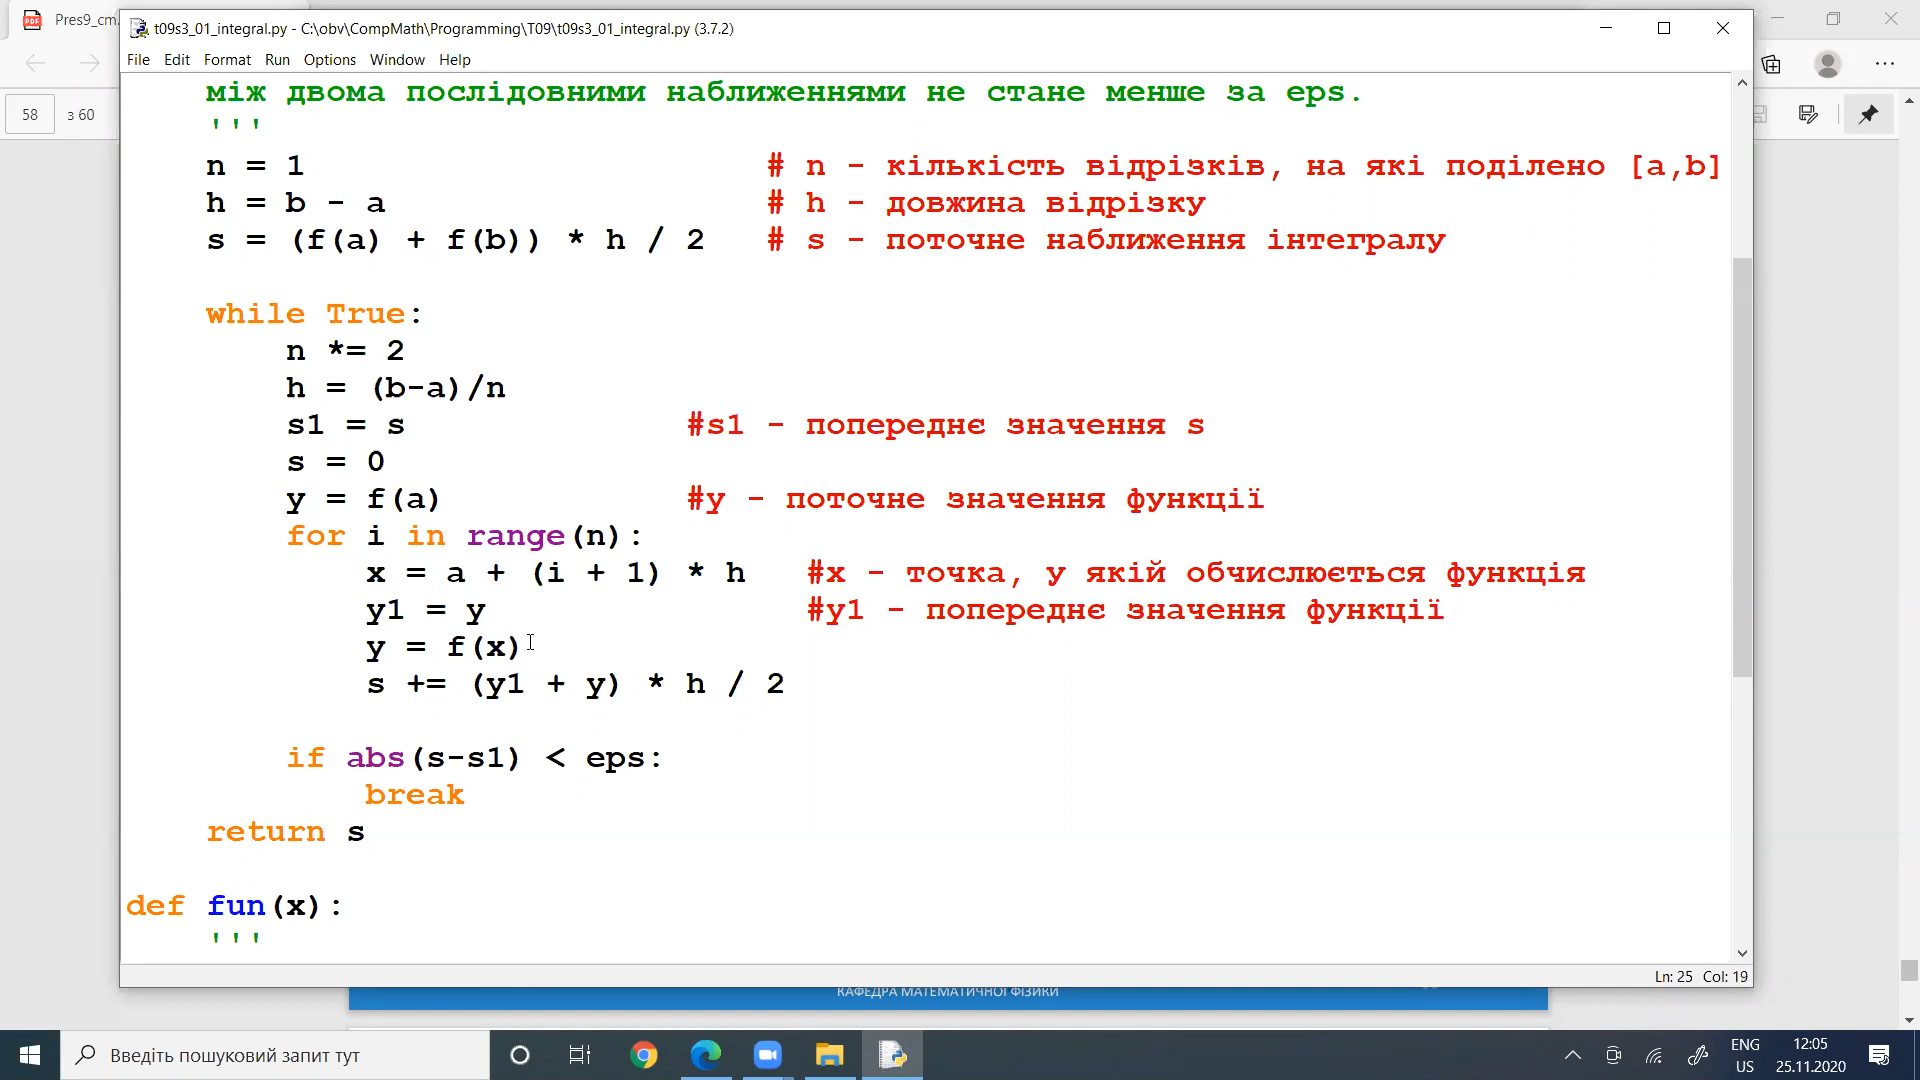 Pres9_cm.
t09s3_01_integral.py - C:\obv\CompMath\Programming\T09\t09s3_01_integral.py (3.7.2)
File Edit Format Run Options Window Help
58 з 60
між двома послідовними наближеннями не стане менше за eps.
'''
n = 1 # n - кількість відрізків, на які поділено [a,b]
h = b - a # h - довжина відрізку
s = (f(a) + f(b)) * h / 2 # s - поточне наближення інтегралу
while True:
n *= 2
h = (b-a)/n
s1 = s #s1 - попереднє значення s
s = 0
y = f(a) #y - поточне значення функції
for i in range(n):
x = a + (i + 1) * h #x - точка, у якій обчислюється функція
y1 = y #y1 - попереднє значення функції
y = f(x)
s += (y1 + y) * h / 2
if abs(s-s1) < eps:
break
return s
def fun(x):
'''
Ln: 25 Col: 19
КАФЕДРА МАТЕМАТИЧНОЇ ФІЗИКИ
Введіть пошуковий запит тут
ENG
US
12:05
25.11.2020